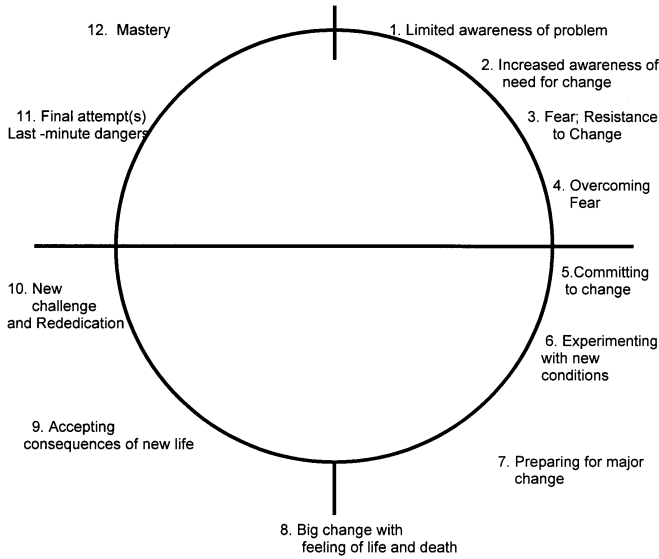 12. Mastery
1. Limited awareness of problem
2. Increased awareness of
need for change
3. Fear; Resistance
to Change
4. Overcoming
Fear
5.Committing
to change
6. Experimenting
with new
conditions
7. Preparing for major
change
8. Big change with
feeling of life and death
9. Accepting
consequences of new life
10. New
challenge
and Rededication
11. Final attempt(s)
Last -minute dangers